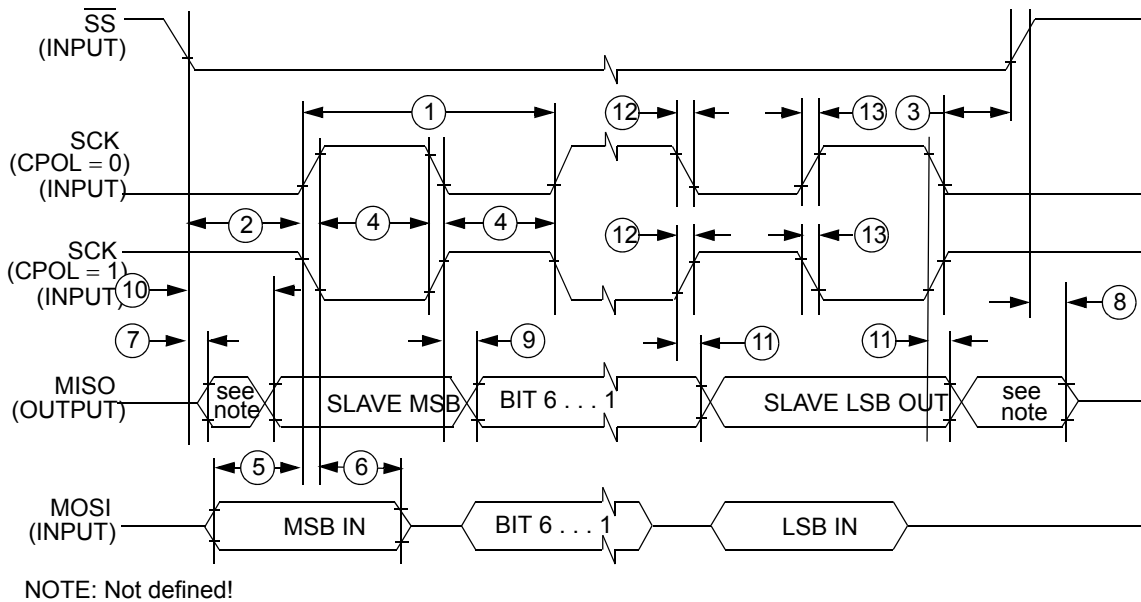 SS
(INPUT)
1
12
13
3
SCK
(CPOL = 0)
(INPUT)
2
4
4
SCK
(CPOL = 1)
(INPUT)
12
13
10
8
7
9
11
11
MISO
(OUTPUT)
see
note
SLAVE MSB
BIT 6 . . . 1
SLAVE LSB OUT
see
note
5
6
MOSI
(INPUT)
MSB IN
BIT 6 . . . 1
LSB IN
NOTE: Not defined!